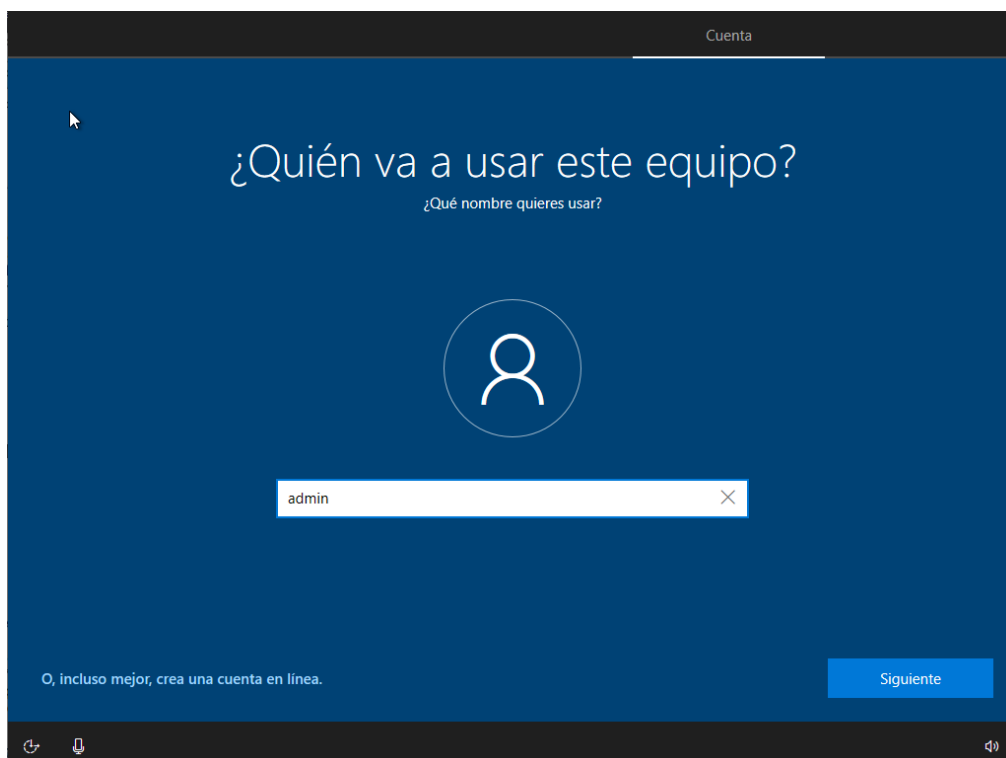 Cuenta
¿Quién va a usar este equipo?
¿Qué nombre quieres usar?
admin
O, incluso mejor, crea una cuenta en línea.
Siguiente